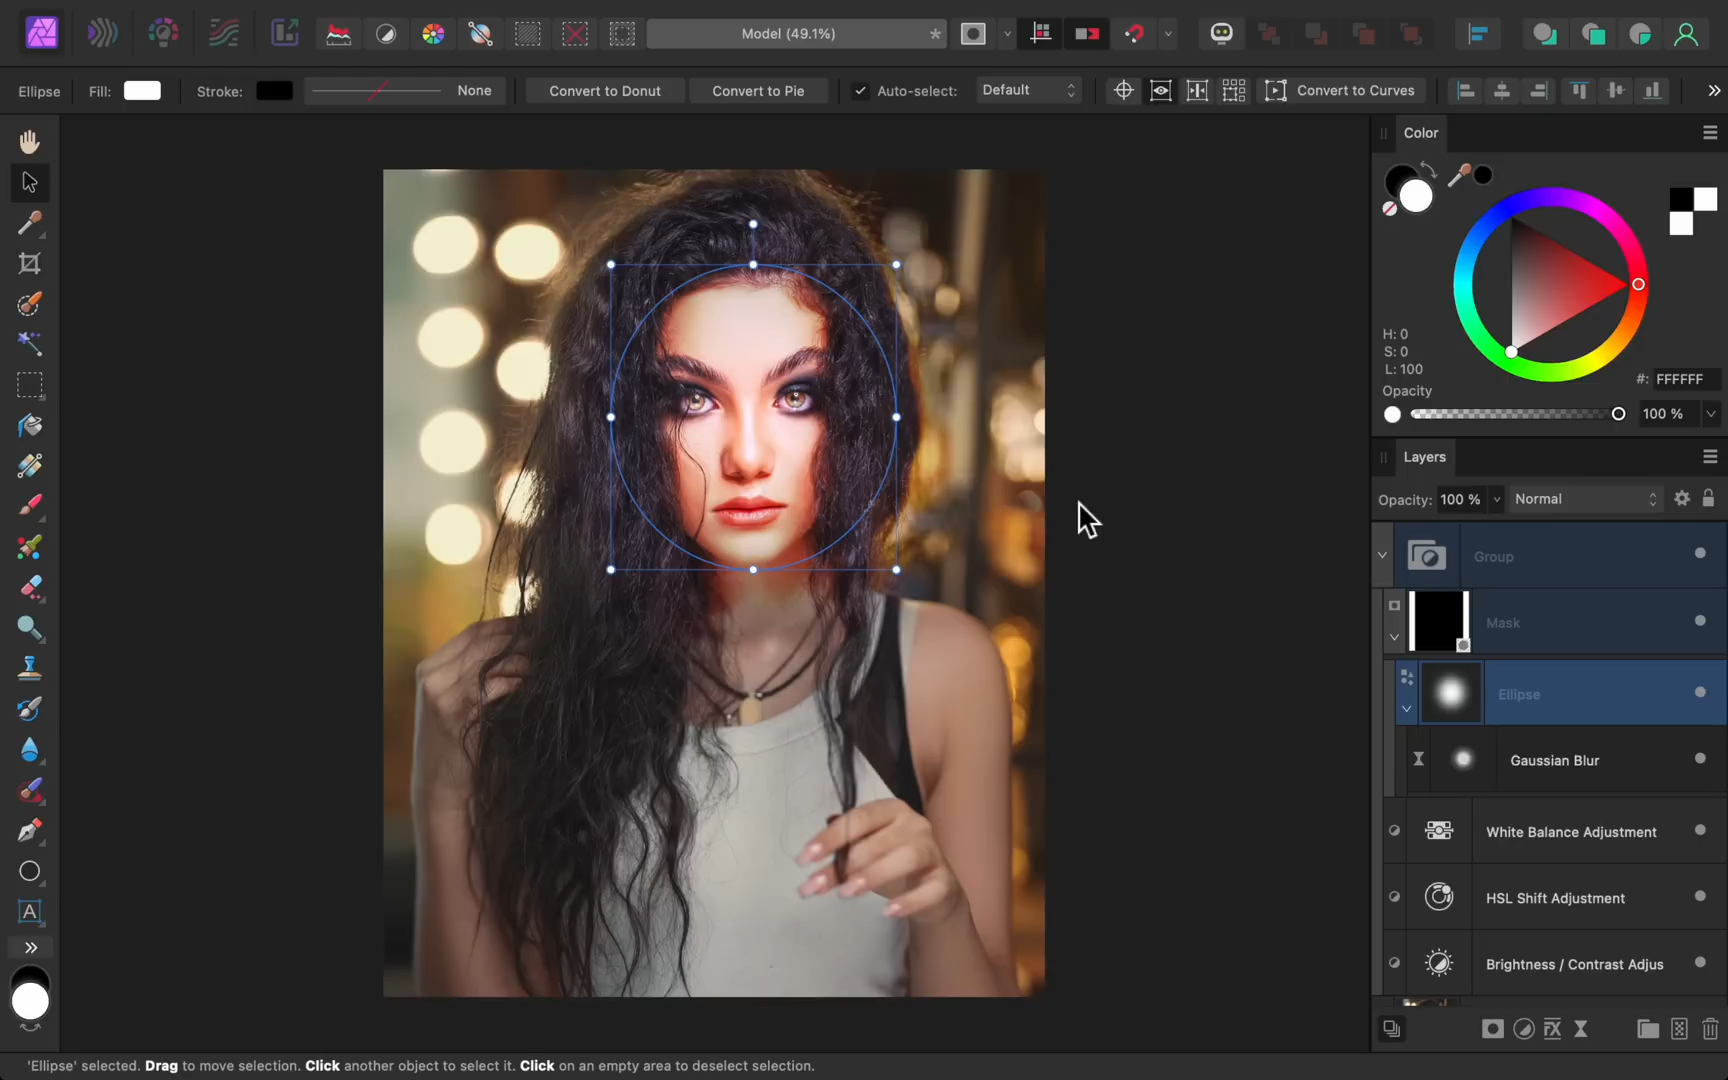 Model (49.1%)
*
Ellipse
Fill:
Stroke:
None
Convert to Donut
Convert to Pie
Auto-select:
Default
Convert to Curves
Color
H: 0
S: 0
L: 100
#: FFFFFF
Opacity
100 %
Layers
Opacity: 100 %
Normal
Group
Mask
Ellipse
Gaussian Blur
White Balance Adjustment
HSL Shift Adjustment
Brightness / Contrast Adjus
A
FX
'Ellipse' selected. Drag to move selection. Click another object to select it. Click on an empty area to deselect selection.